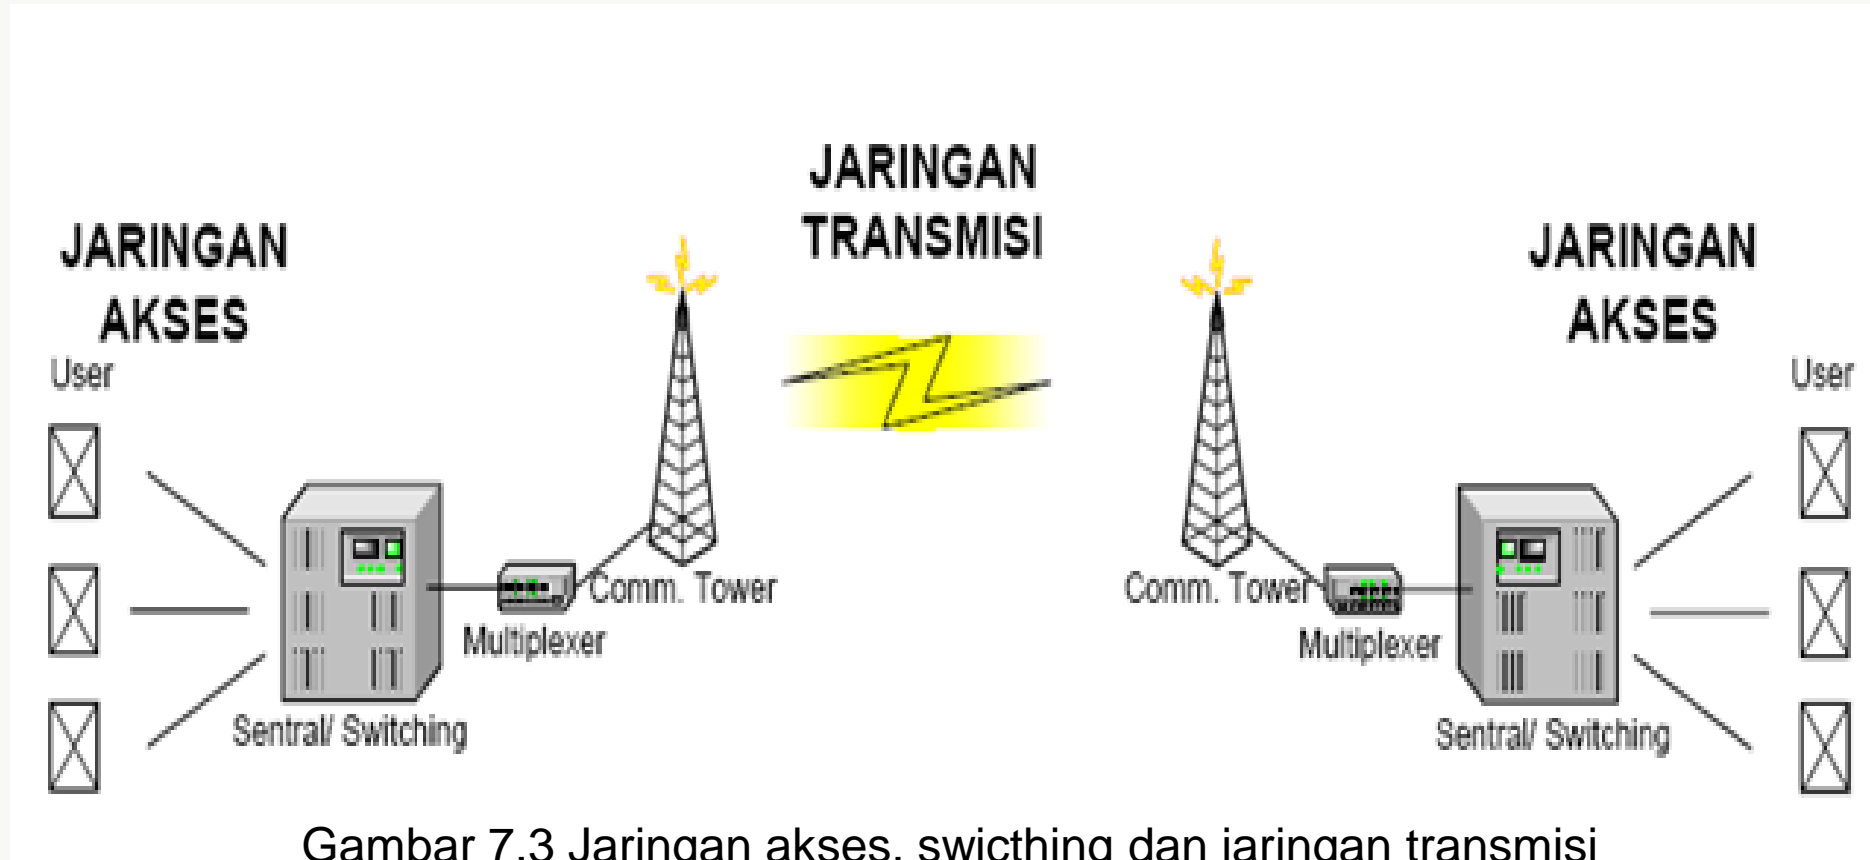 JARINGAN
TRANSMISI
JARINGAN
AKSES
JARINGAN
AKSES
User
User
Comm. Tower
Comm. Tower
Multiplexer
Multiplexer
Sentral/ Switching
Sentral/ Switching
Gambar 7.3 Jaringan akses, swicthing dan jaringan transmisi